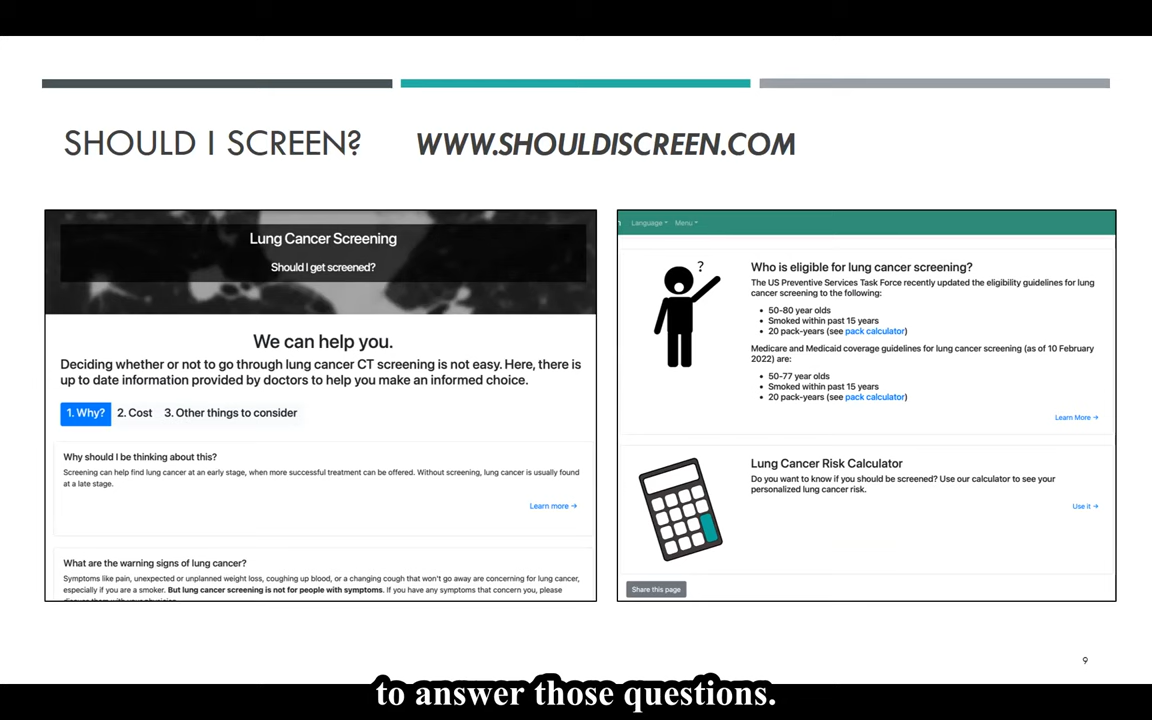 SHOULD I SCREEN? WWW.SHOULDISCREEN.COM
Lung Cancer Screening
Should I get screened?
We can help you.
Deciding whether or not to go through lung cancer CT screening is not easy. Here, there is
up to date information provided by doctors to help you make an informed choice.
1. Why? 2. Cost 3. Other things to consider
Why should I be thinking about this?
Screening can help find lung cancer at an early stage, when more successful treatment can be offered. Without screening, lung cancer is usually found
at a late stage.
Learn more →
What are the warning signs of lung cancer?
Symptoms like pain, unexpected or unplanned weight loss, coughing up blood, or a changing cough that won't go away are concerning for lung cancer,
especially if you are a smoker. But lung cancer screening is not for people with symptoms. If you have any symptoms that concern you, please
discuss them with your physician.
Language Menu
?
Who is eligible for lung cancer screening?
The US Preventive Services Task Force recently updated the eligibility guidelines for lung
cancer screening to the following:
• 50-80 year olds
• Smoked within past 15 years
• 20 pack-years (see pack calculator)
Medicare and Medicaid coverage guidelines for lung cancer screening (as of 10 February
2022) are:
• 50-77 year olds
• Smoked within past 15 years
• 20 pack-years (see pack calculator)
Learn More →
Lung Cancer Risk Calculator
Do you want to know if you should be screened? Use our calculator to see your
personalized lung cancer risk.
Use it →
Share this page
9
to answer those questions.